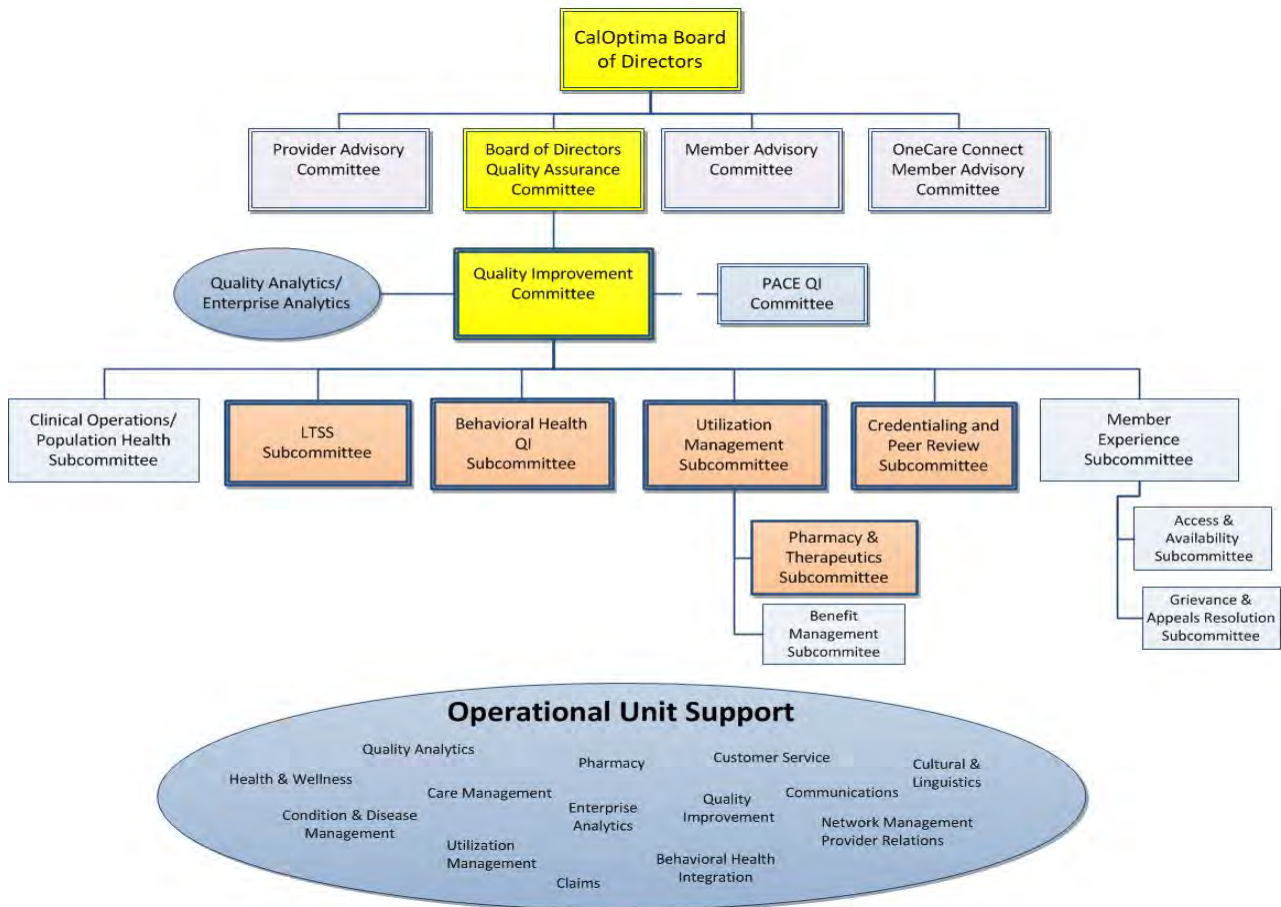 CalOptima Board
of Directors
Provider Advisory
Committee
Board of Directors
Quality Assurance
Committee
Member Advisory
Committee
OneCare Connect
Member Advisory
Committee
Quality Analytics/
Enterprise Analytics
Quality Improvement
Committee
PACE QI
Committee
Clinical Operations/
Population Health
Subcommittee
LTSS
Subcommittee
Behavioral Health
QI
Subcommittee
Utilization
Management
Subcommittee
Credentialing and
Peer Review
Subcommittee
Member
Experience
Subcommittee
Pharmacy &
Therapeutics
Subcommittee
Benefit
Management
Subcommitee
Access &
Availability
Subcommittee
Grievance &
Appeals Resolution
Subcommittee
Operational Unit Support
Quality Analytics
Pharmacy
Customer Service
Cultural &
Linguistics
Health & Wellness
Care Management
Enterprise
Analytics
Quality
Improvement
Communications
Condition & Disease
Management
Network Management
Provider Relations
Utilization
Management
Claims
Behavioral Health
Integration